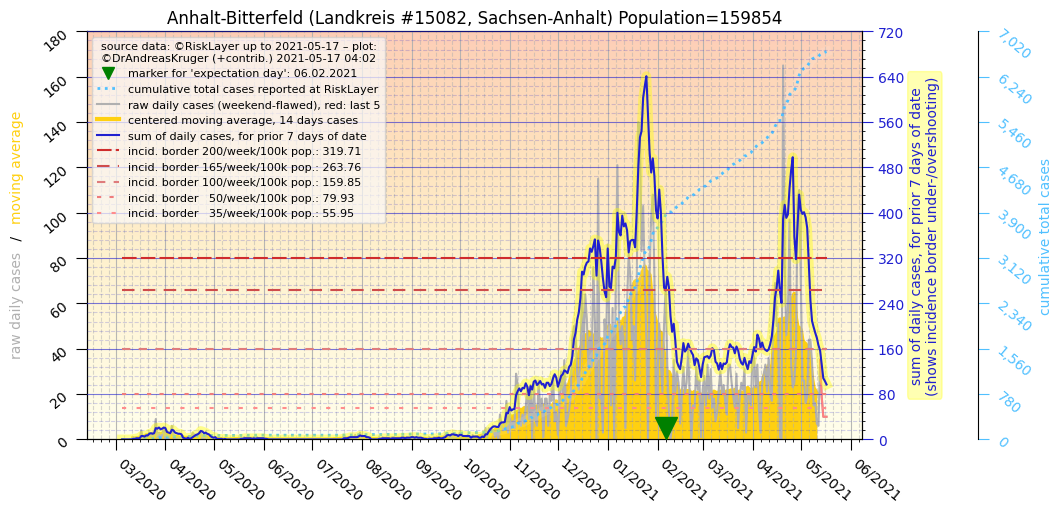 Anhalt-Bitterfeld (Landkreis #15082, Sachsen-Anhalt) Population=159854
source data: ©RiskLayer up to 2021-05-17 – plot:
©DrAndreasKruger (+contrib.) 2021-05-17 04:02
marker for 'expectation day': 06.02.2021
cumulative total cases reported at RiskLayer
raw daily cases (weekend-flawed), red: last 5
centered moving average, 14 days cases
sum of daily cases, for prior 7 days of date
incid. border 200/week/100k pop.: 319.71
incid. border 165/week/100k pop.: 263.76
incid. border 100/week/100k pop.: 159.85
incid. border 50/week/100k pop.: 79.93
incid. border 35/week/100k pop.: 55.95
raw daily cases / moving average
180
160
140
120
100
80
60
40
20
0
720
640
560
480
400
320
240
160
80
0
sum of daily cases, for prior 7 days of date
(shows incidence border under-/overshooting)
7,020
6,240
5,460
4,680
3,900
3,120
2,340
1,560
780
0
cumulative total cases
03/2020
04/2020
05/2020
06/2020
07/2020
08/2020
09/2020
10/2020
11/2020
12/2020
01/2021
02/2021
03/2021
04/2021
05/2021
06/2021